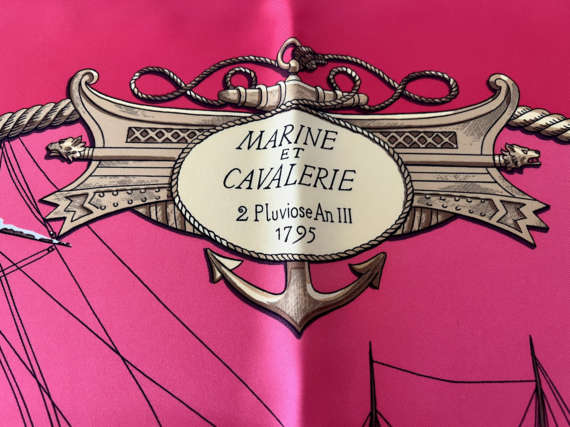 MARINE
ET
CAVALERIE
2 Pluviose An III
1795